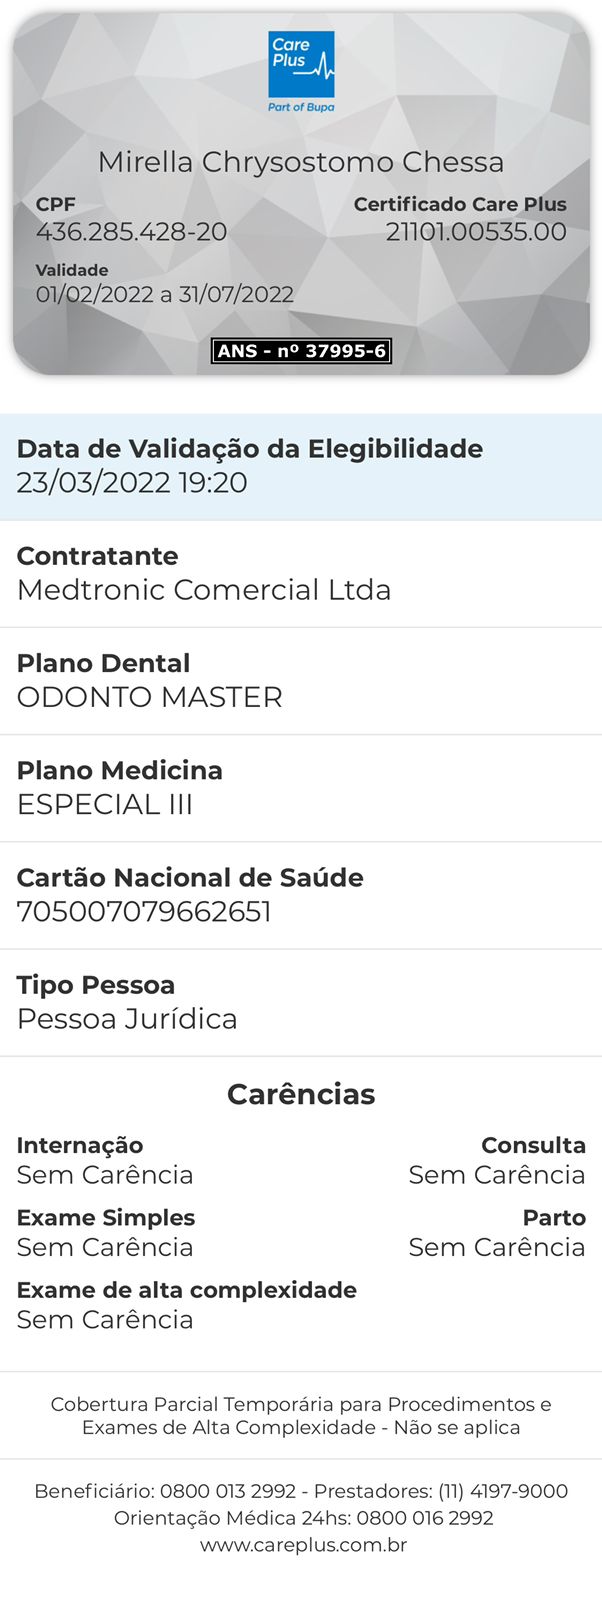 Care
Plus
Part of Bupa
Mirella Chrysostomo Chessa
CPF
Certificado Care Plus
436.285.428-20
21101.00535.00
Validade
01/02/2022 a 31/07/2022
ANS - nº 37995-6
Data de Validação da Elegibilidade
23/03/2022 19:20
Contratante
Medtronic Comercial Ltda
Plano Dental
ODONTO MASTER
Plano Medicina
ESPECIAL III
Cartão Nacional de Saúde
705007079662651
Tipo Pessoa
Pessoa Jurídica
Carências
Internação
Consulta
Sem Carência
Sem Carência
Exame Simples
Parto
Sem Carência
Sem Carência
Exame de alta complexidade
Sem Carência
Cobertura Parcial Temporária para Procedimentos e
Exames de Alta Complexidade - Não se aplica
Beneficiário: 0800 013 2992 - Prestadores: (11) 4197-9000
Orientação Médica 24hs: 0800 016 2992
www.careplus.com.br